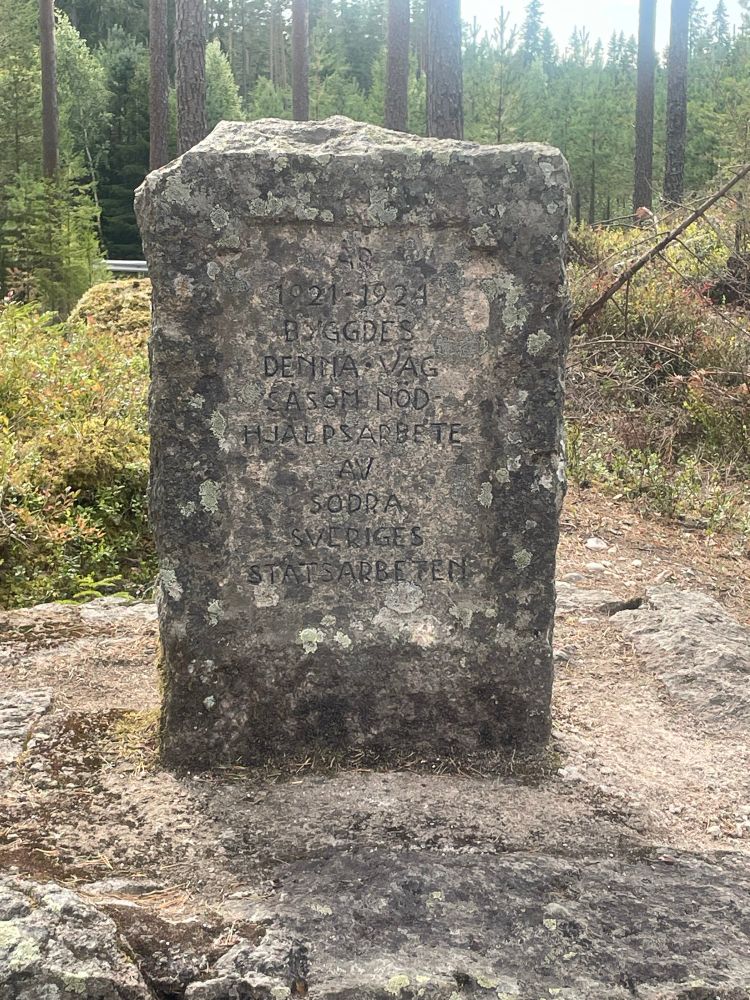 ÅR
1921-1924
BYGGDES
DENNA·VÄG
SÅSOM NÖD-
HJÄLPSARBETE
AV
SÖDRA
SVERIGES
STATSARBETEN